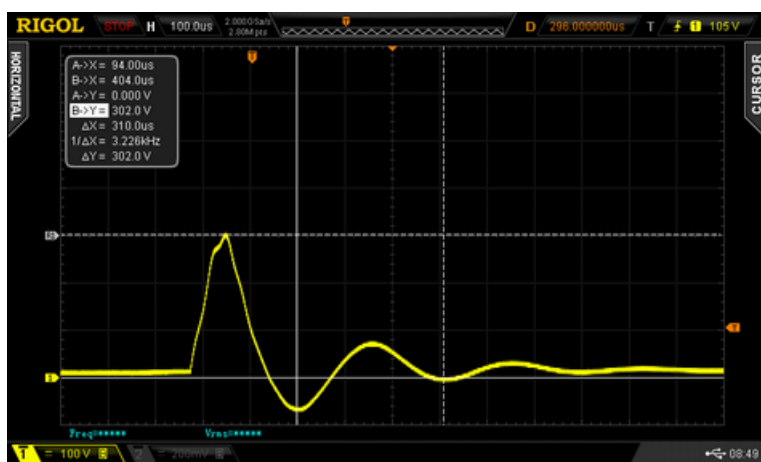 RIGOL STOP H 100.0us 2.000GSa/s D 296.000000us T 1 105 V
2.80M pts
HORIZONTAL
CURSOR
A->X = 94.00us
B->X = 404.0us
A->Y = 0.000 V
B->Y = 302.0 V
ΔX = 310.0us
1/ΔX = 3.226kHz
ΔY = 302.0 V
T
Freq=***** Vrms=*****
1 = 100 V 2 = 200mV 08:49